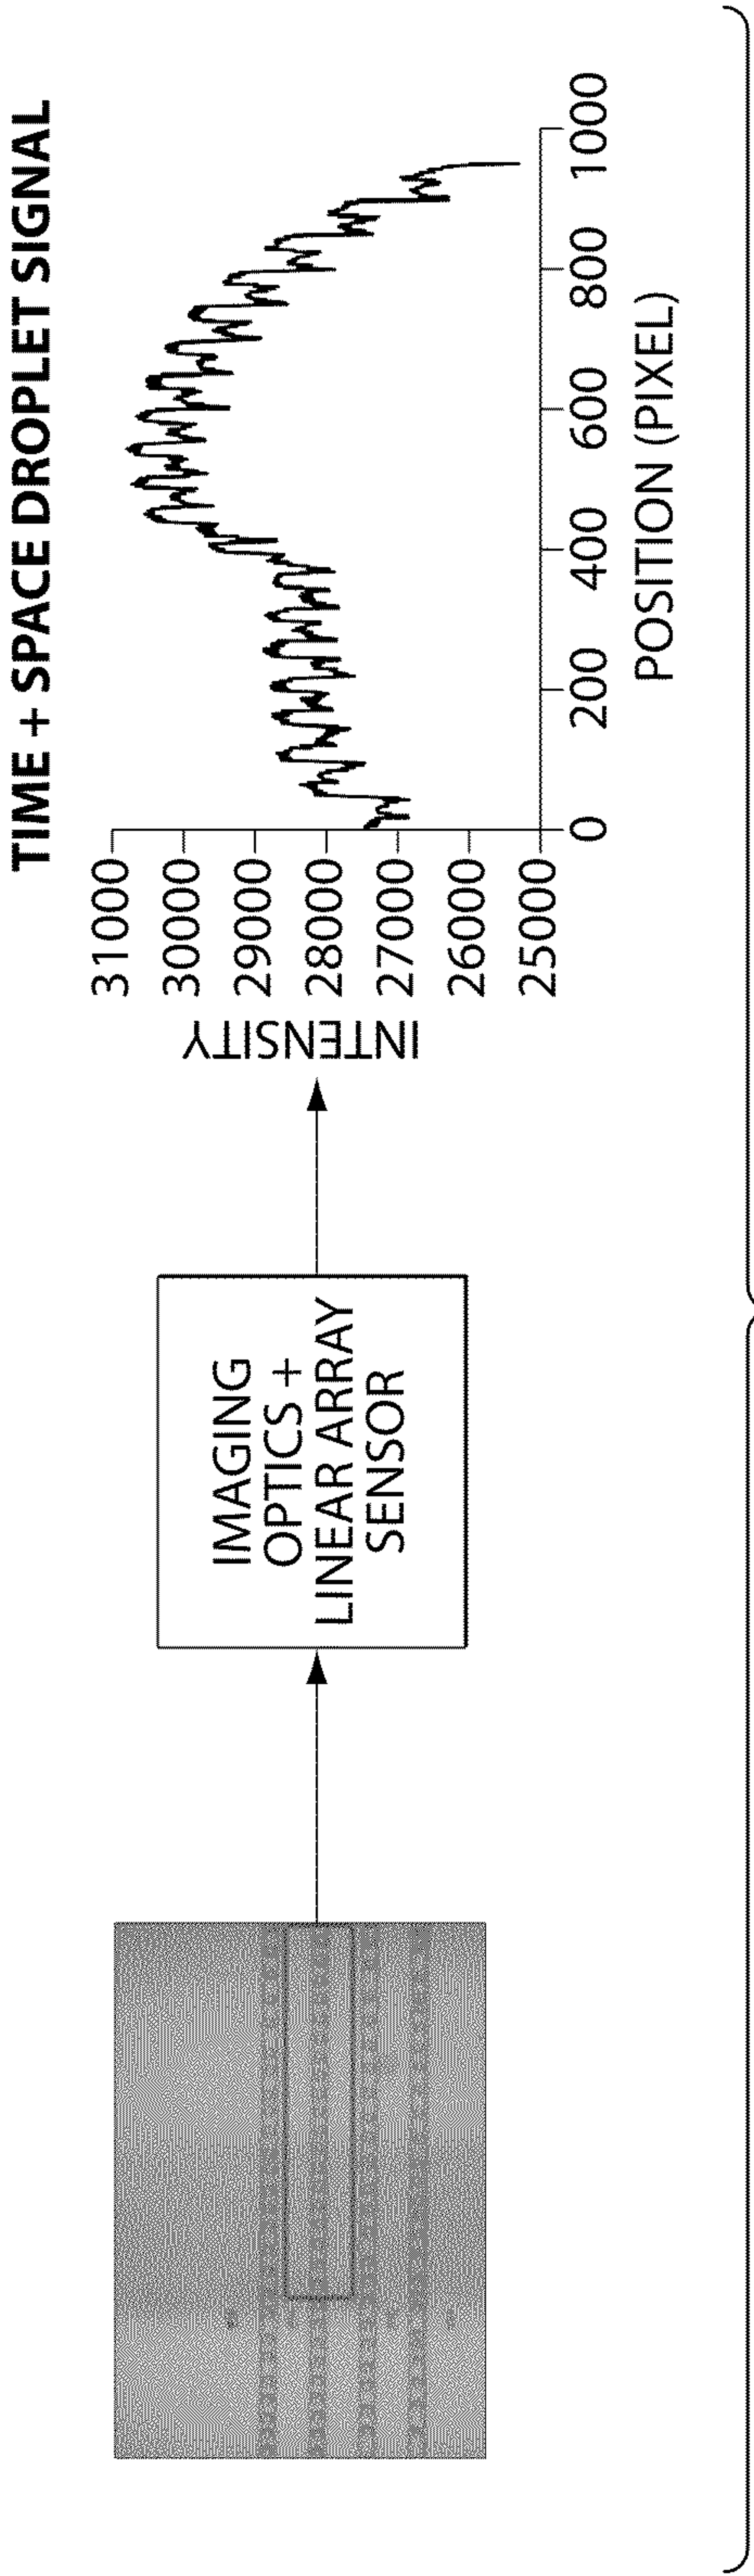 TIME + SPACE DROPLET SIGNAL
IMAGING
OPTICS +
LINEAR ARRAY
SENSOR
INTENSITY
31000
30000
29000
28000
27000
26000
25000
0
200
400
600
800
1000
POSITION (PIXEL)